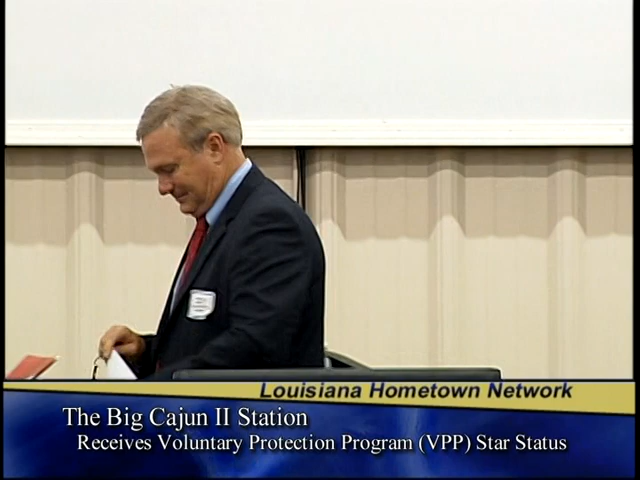 Louisiana Hometown Network
The Big Cajun II Station
Receives Voluntary Protection Program (VPP) Star Status